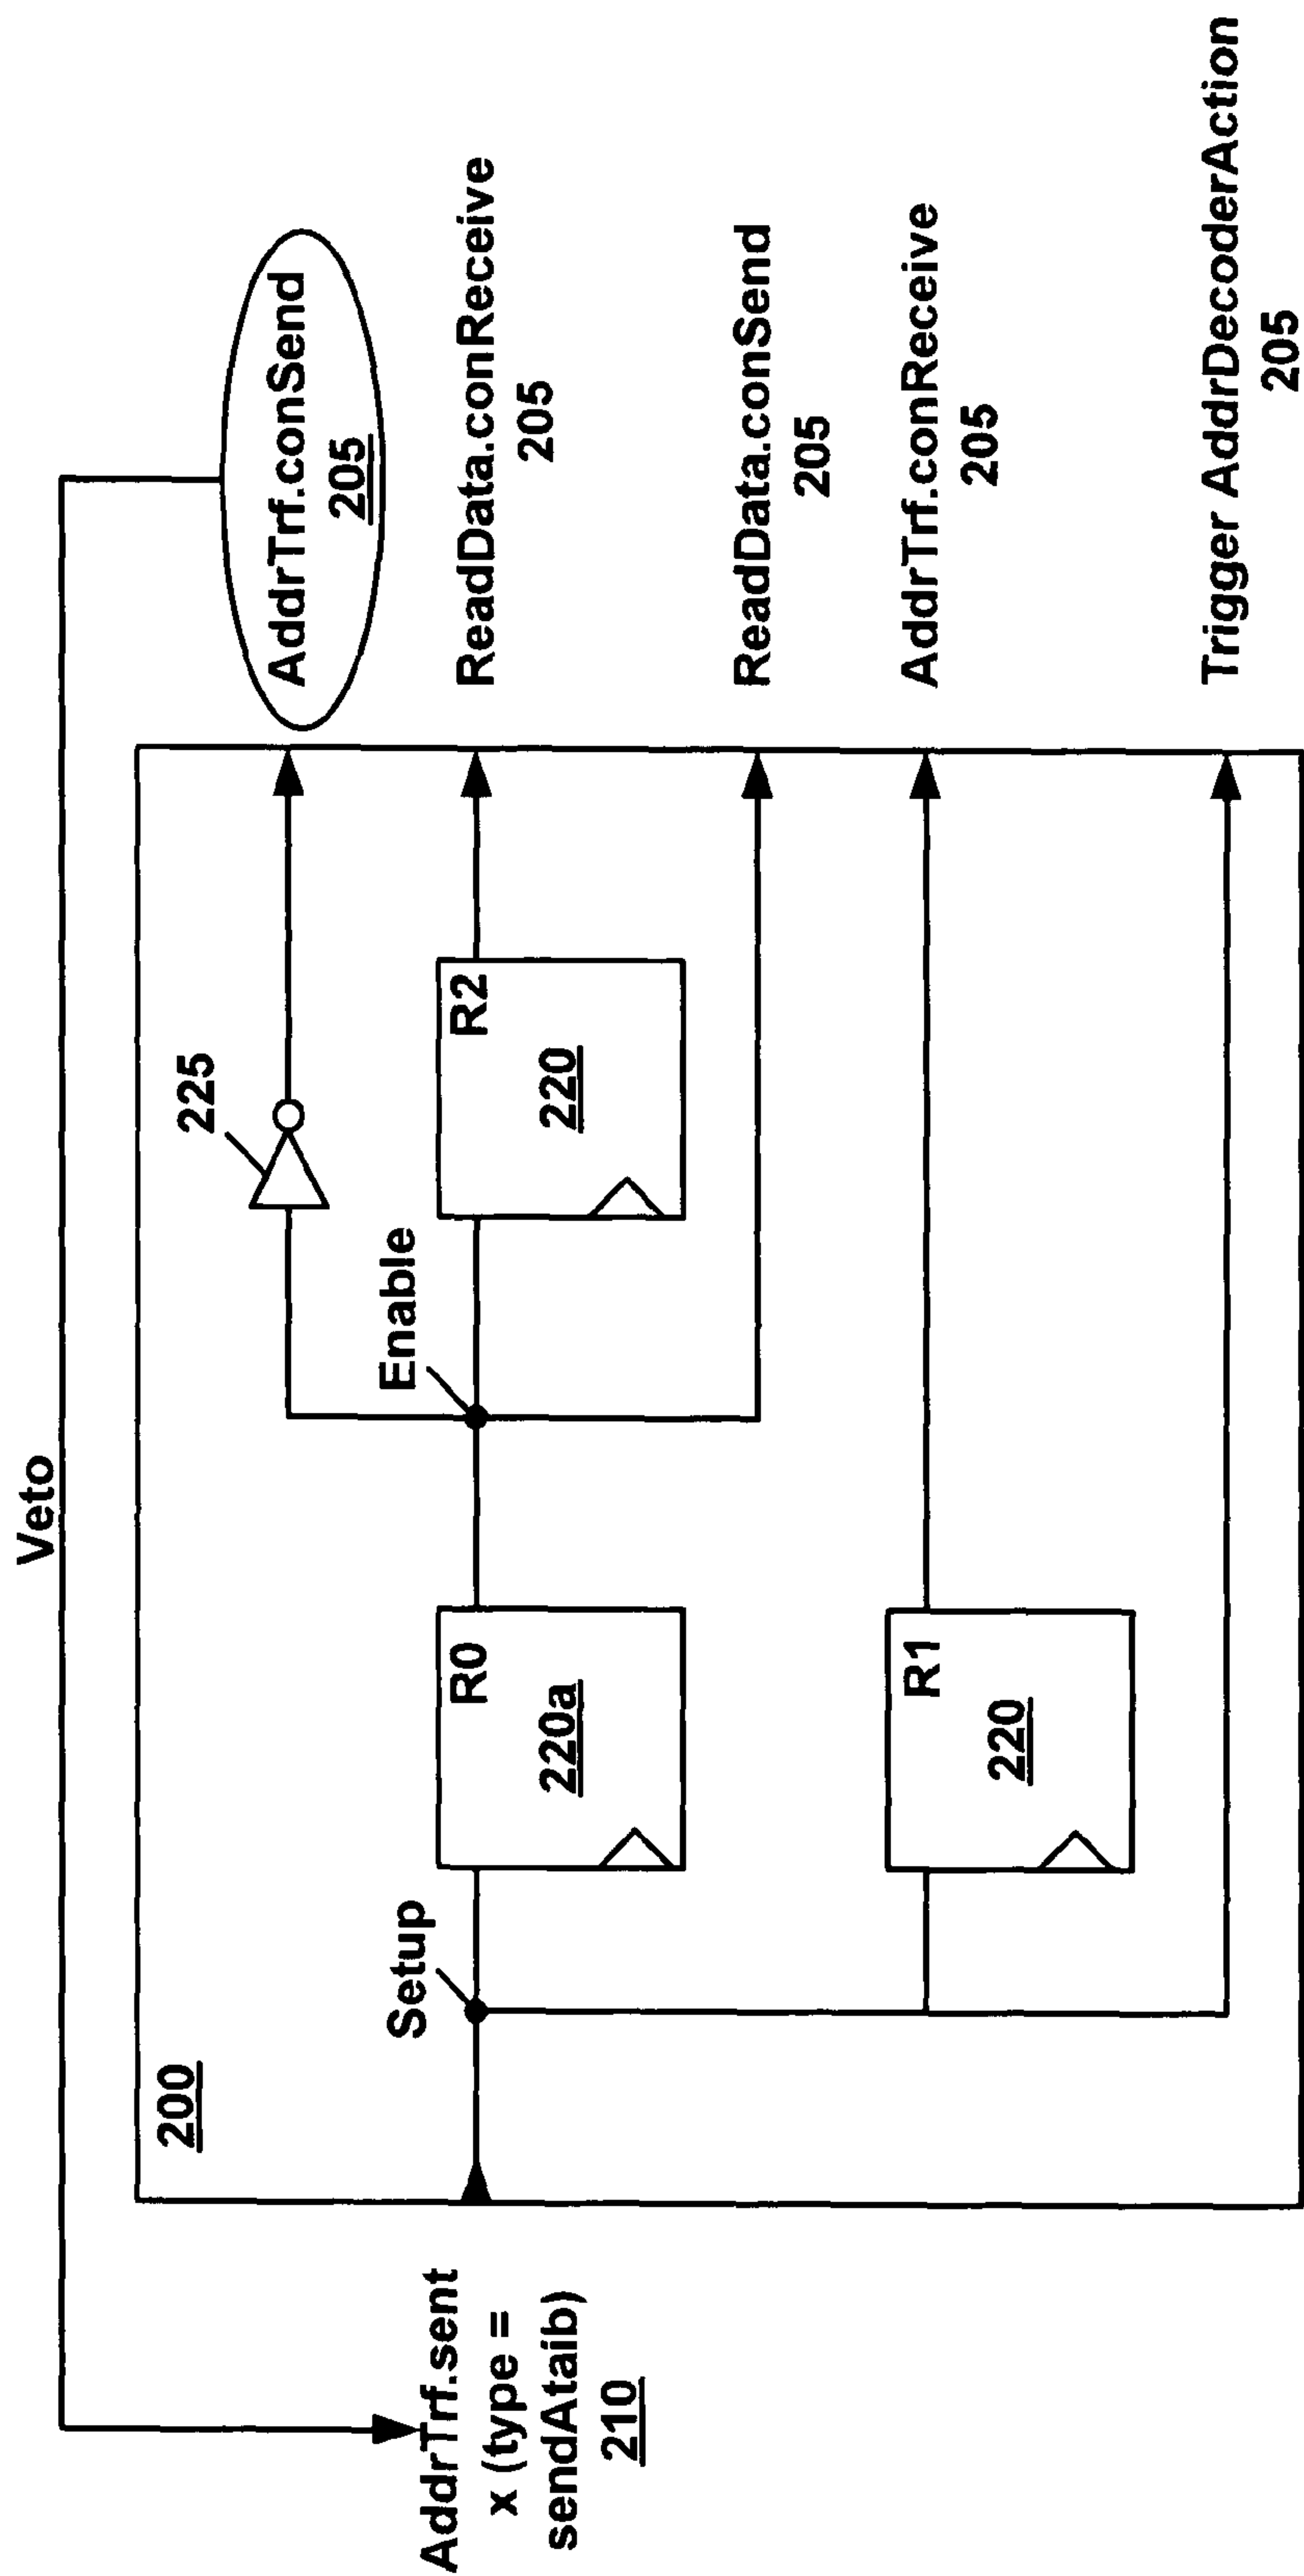 Veto
200
225
AddrTrf.conSend
205
Setup
Enable
R0
220a
R2
220
ReadData.conReceive
205
AddrTrf.sent
x (type =
sendAtaib)
210
ReadData.conSend
205
R1
220
AddrTrf.conReceive
205
Trigger AddrDecoderAction
205